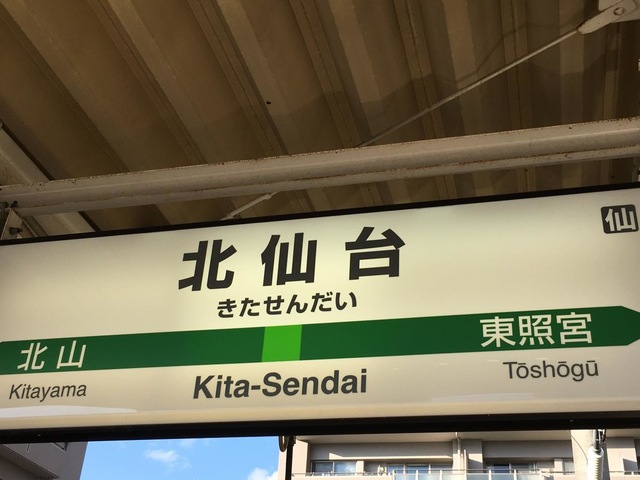 仙
北仙台
きたせんだい
北山
東照宮
Kitayama
Kita-Sendai
Tōshōgū